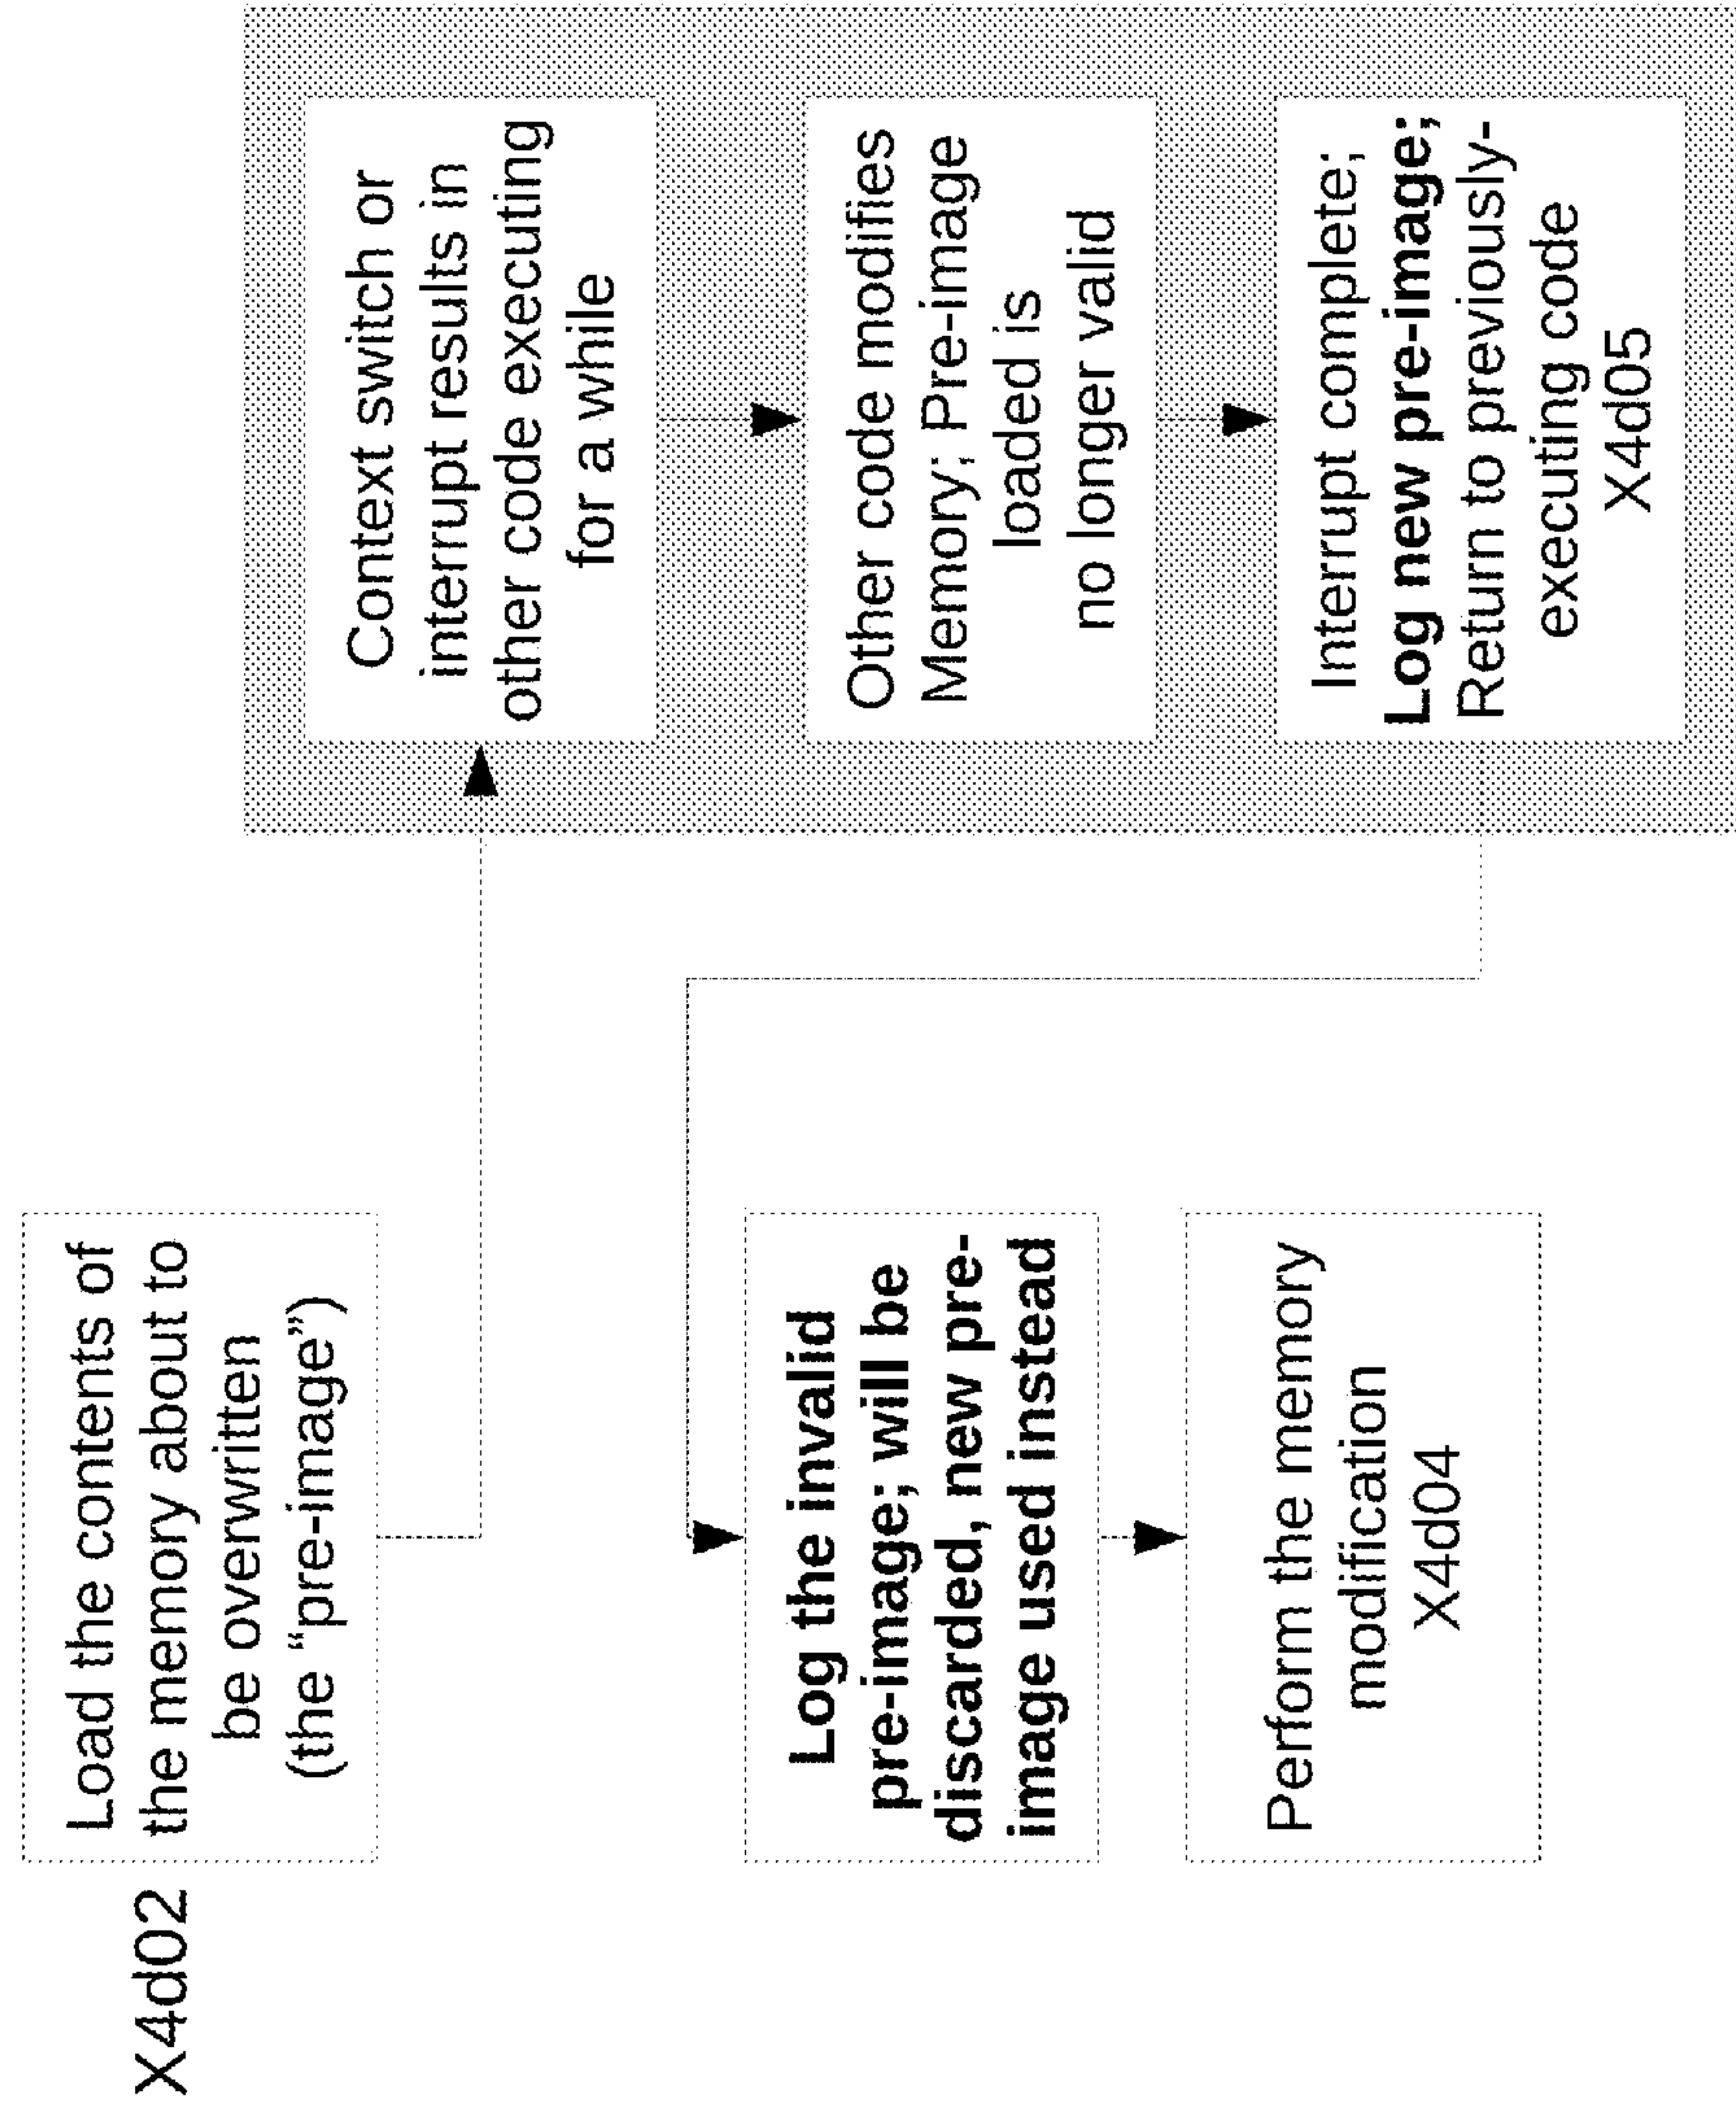 X4d02
Load the contents of
the memory about to
be overwritten
(the “pre-image”)
Context switch or
interrupt results in
other code executing
for a while
Other code modifies
Memory; Pre-image
loaded is
no longer valid
Interrupt complete;
Log new pre-image;
Return to previously-
executing code
X4d05
Log the invalid
pre-image; will be
discarded, new pre-
image used instead
Perform the memory
modification
X4d04